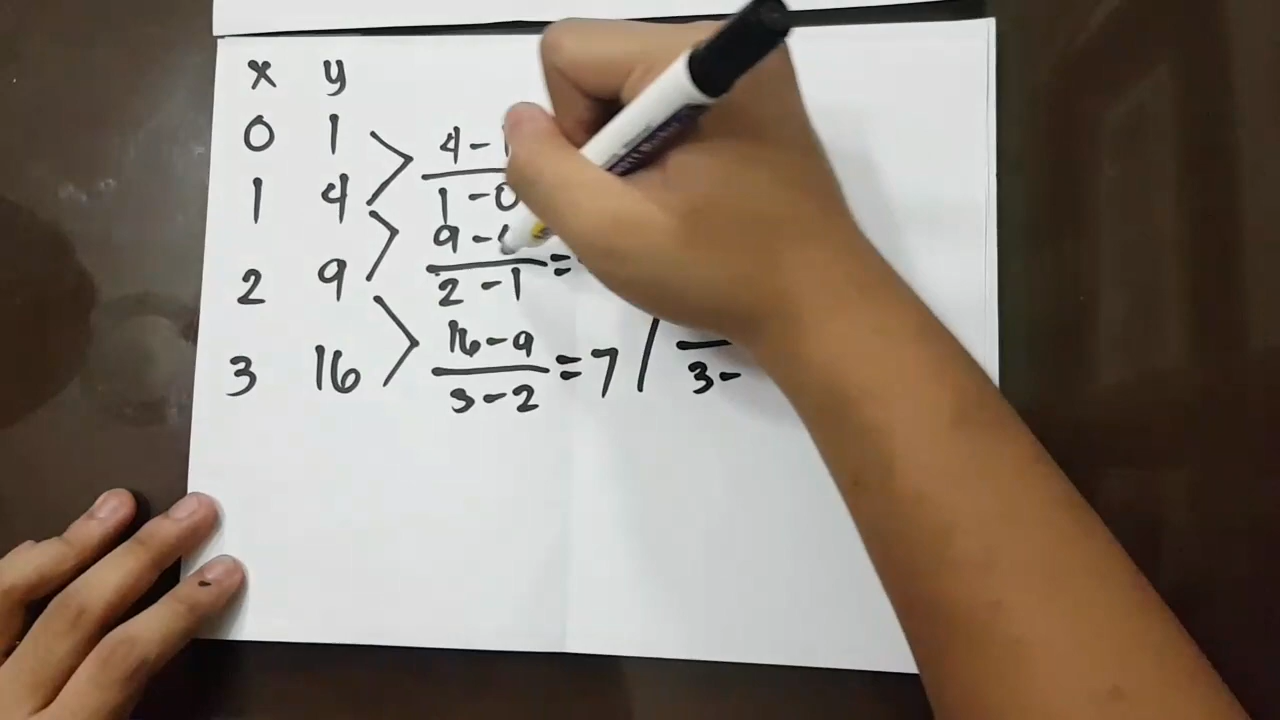 x y
0 1
4 - 1
1 4
1 - 0
9 -
2 9
2 - 1 =
16 - 9
3 16
= 7 /
3 - 2
3 -